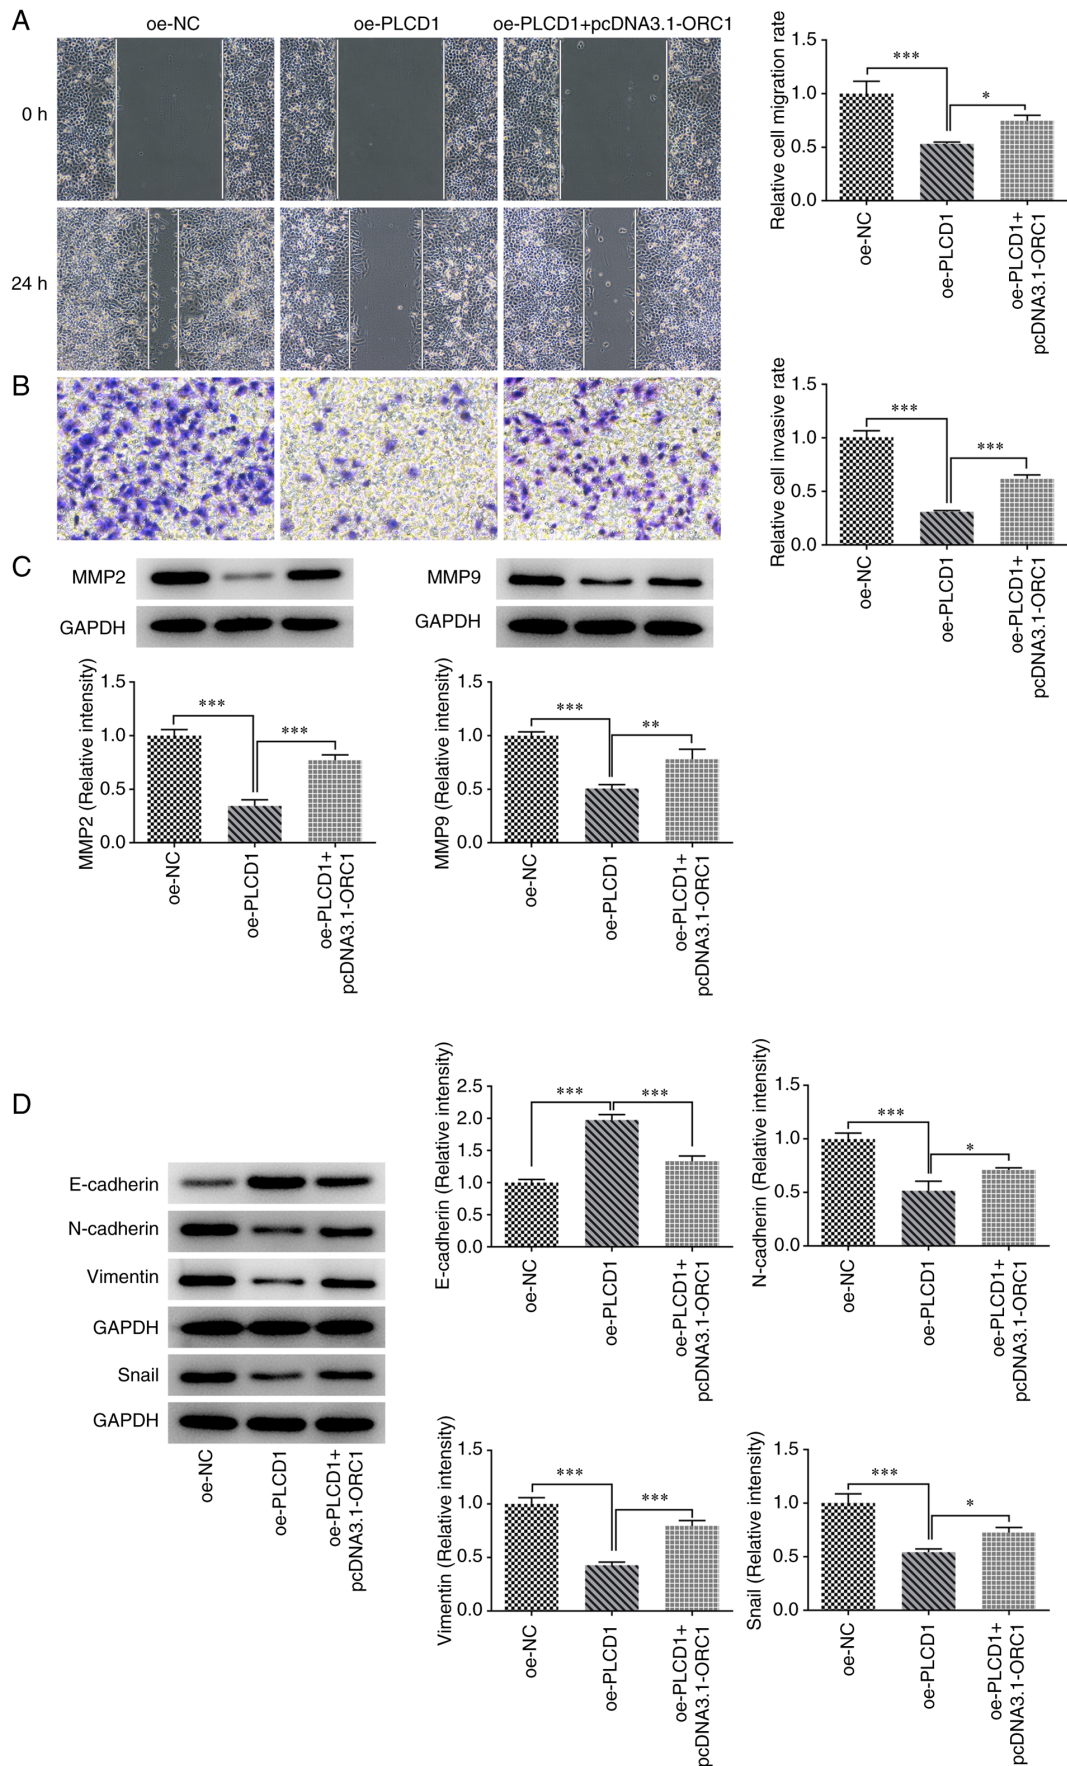 A
oe-NC
oe-PLCD1
oe-PLCD1+pcDNA3.1-ORC1
0 h
24 h
Relative cell migration rate
1.5
1.0
0.5
0.0
***
*
oe-NC
oe-PLCD1
oe-PLCD1+
pcDNA3.1-ORC1
B
Relative cell invasive rate
1.5
1.0
0.5
0.0
***
***
oe-NC
oe-PLCD1
oe-PLCD1+
pcDNA3.1-ORC1
C
MMP2
GAPDH
MMP2 (Relative intensity)
1.5
1.0
0.5
0.0
***
***
oe-NC
oe-PLCD1
oe-PLCD1+
pcDNA3.1-ORC1
MMP9
GAPDH
MMP9 (Relative intensity)
1.5
1.0
0.5
0.0
***
**
oe-NC
oe-PLCD1
oe-PLCD1+
pcDNA3.1-ORC1
D
E-cadherin
N-cadherin
Vimentin
GAPDH
Snail
GAPDH
oe-NC
oe-PLCD1
oe-PLCD1+
pcDNA3.1-ORC1
E-cadherin (Relative intensity)
2.5
2.0
1.5
1.0
0.5
0.0
***
***
oe-NC
oe-PLCD1
oe-PLCD1+
pcDNA3.1-ORC1
N-cadherin (Relative intensity)
1.5
1.0
0.5
0.0
***
*
oe-NC
oe-PLCD1
oe-PLCD1+
pcDNA3.1-ORC1
Vimentin (Relative intensity)
1.5
1.0
0.5
0.0
***
***
oe-NC
oe-PLCD1
oe-PLCD1+
pcDNA3.1-ORC1
Snail (Relative intensity)
1.5
1.0
0.5
0.0
***
*
oe-NC
oe-PLCD1
oe-PLCD1+
pcDNA3.1-ORC1